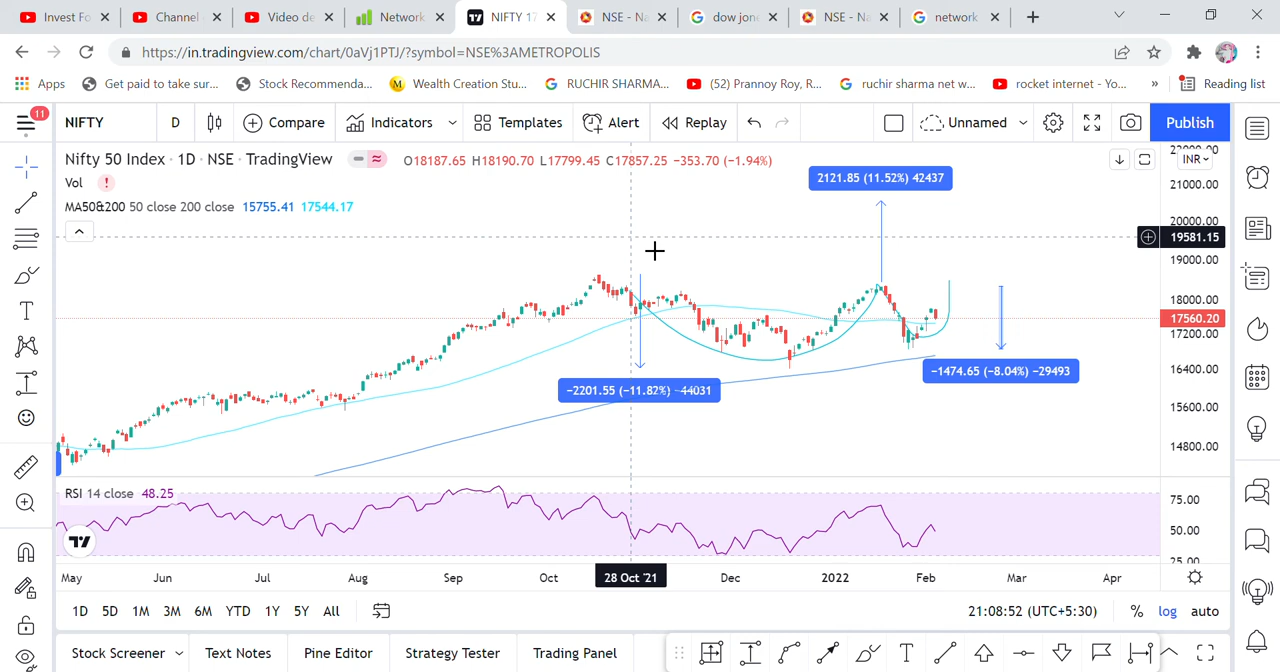 Invest Fo
Channel
Video de
Network
NIFTY 17
NSE - Na
dow jon
NSE - Na
network
https://in.tradingview.com/chart/0aVj1PTJ/?symbol=NSE%3AMETROPOLIS
Apps
Get paid to take sur...
Stock Recommenda...
Wealth Creation Stu...
RUCHIR SHARMA...
(52) Prannoy Roy, R...
ruchir sharma net w...
rocket internet - Yo...
»
Reading list
11
NIFTY
D
Compare
Indicators
Templates
Alert
Replay
Unnamed
Publish
Nifty 50 Index · 1D · NSE · TradingView
O18187.65 H18190.70 L17799.45 C17857.25 −353.70 (−1.94%)
Vol
MA50&200 50 close 200 close 15755.41 17544.17
2121.85 (11.52%) 42437
−2201.55 (−11.82%) −44031
−1474.65 (−8.04%) −29493
22000.00
INR
21000.00
20000.00
19581.15
19000.00
18000.00
17560.20
17200.00
16400.00
15600.00
14800.00
RSI 14 close 48.25
75.00
50.00
25.00
May
Jun
Jul
Aug
Sep
Oct
28 Oct '21
Dec
2022
Feb
Mar
Apr
1D 5D 1M 3M 6M YTD 1Y 5Y All
21:08:52 (UTC+5:30)
%
log
auto
Stock Screener
Text Notes
Pine Editor
Strategy Tester
Trading Panel